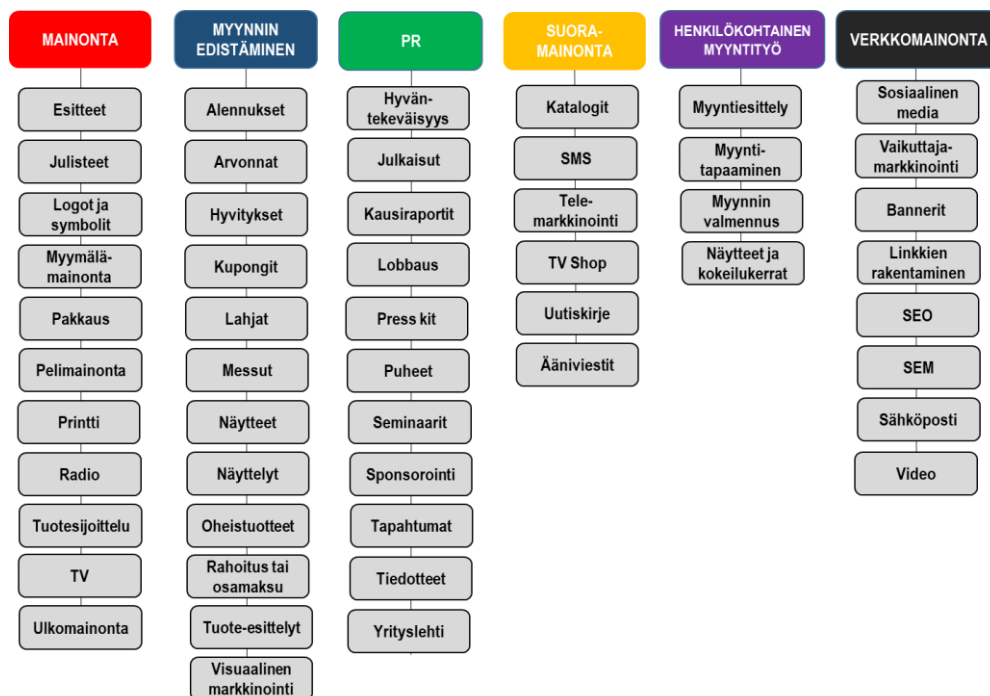 MAINONTA
Esitteet
Julisteet
Logot ja
symbolit
Myymälä-
mainonta
Pakkaus
Pelimainonta
Printti
Radio
Tuotesijoittelu
TV
Ulkomainonta
MYYNNIN
EDISTÄMINEN
Alennukset
Arvonnat
Hyvitykset
Kupongit
Lahjat
Messut
Näytteet
Näyttelyt
Oheistuotteet
Rahoitus tai
osamaksu
Tuote-esittelyt
Visuaalinen
markkinointi
PR
Hyvän-
tekeväisyys
Julkaisut
Kausiraportit
Lobbaus
Press kit
Puheet
Seminaarit
Sponsorointi
Tapahtumat
Tiedotteet
Yrityslehti
SUORA-
MAINONTA
Katalogit
SMS
Tele-
markkinointi
TV Shop
Uutiskirje
Ääniviestit
HENKILÖKOHTAINEN
MYYNTITYÖ
Myyntiesittely
Myynti-
tapaaminen
Myynnin
valmennus
Näytteet ja
kokeilukerrat
VERKKOMAINONTA
Sosiaalinen
media
Vaikuttaja-
markkinointi
Bannerit
Linkkien
rakentaminen
SEO
SEM
Sähköposti
Video